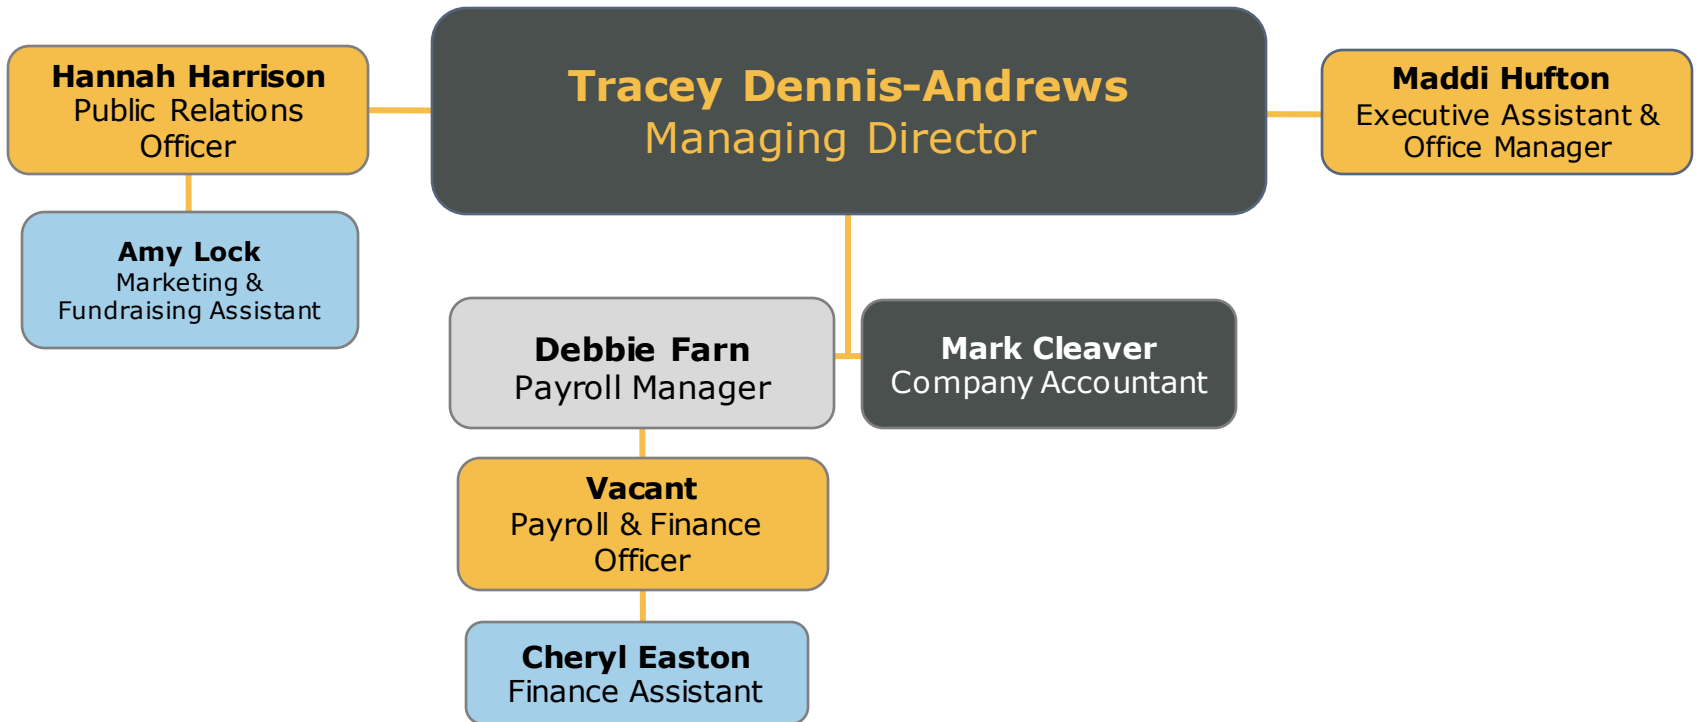 Hannah Harrison
Public Relations
Officer
Tracey Dennis-Andrews
Managing Director
Maddi Hufton
Executive Assistant &
Office Manager
Amy Lock
Marketing &
Fundraising Assistant
Debbie Farn
Payroll Manager
Mark Cleaver
Company Accountant
Vacant
Payroll & Finance
Officer
Cheryl Easton
Finance Assistant